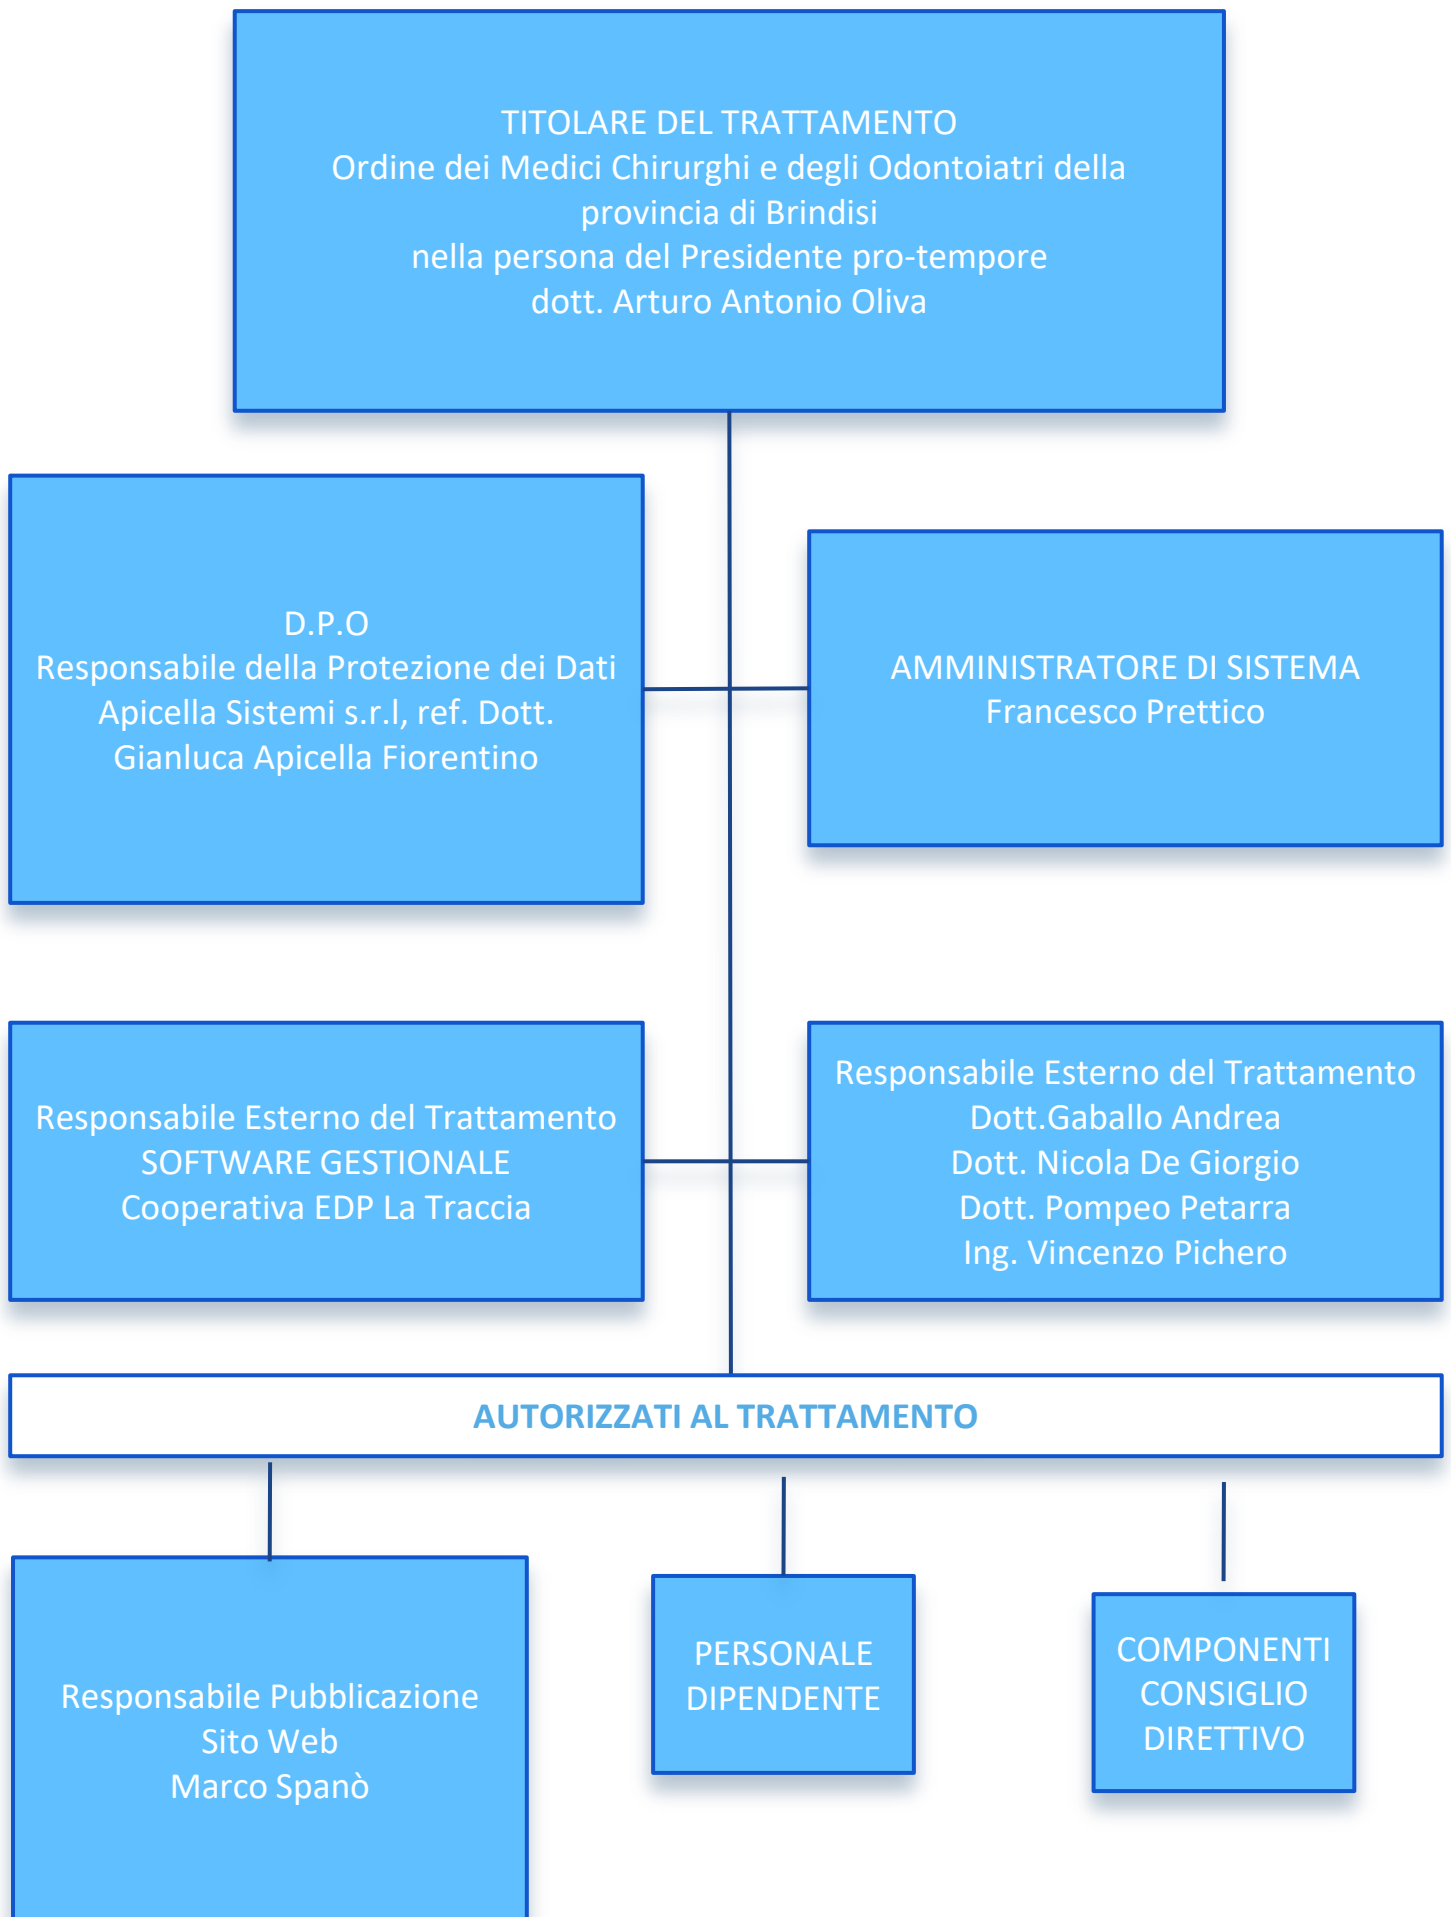 TITOLARE DEL TRATTAMENTO
Ordine dei Medici Chirurghi e degli Odontoiatri della
provincia di Brindisi
nella persona del Presidente pro-tempore
dott. Arturo Antonio Oliva
D.P.O
Responsabile della Protezione dei Dati
Apicella Sistemi s.r.l, ref. Dott.
Gianluca Apicella Fiorentino
AMMINISTRATORE DI SISTEMA
Francesco Prettico
Responsabile Esterno del Trattamento
SOFTWARE GESTIONALE
Cooperativa EDP La Traccia
Responsabile Esterno del Trattamento
Dott.Gaballo Andrea
Dott. Nicola De Giorgio
Dott. Pompeo Petarra
Ing. Vincenzo Pichero
AUTORIZZATI AL TRATTAMENTO
Responsabile Pubblicazione
Sito Web
Marco Spanò
PERSONALE
DIPENDENTE
COMPONENTI
CONSIGLIO
DIRETTIVO